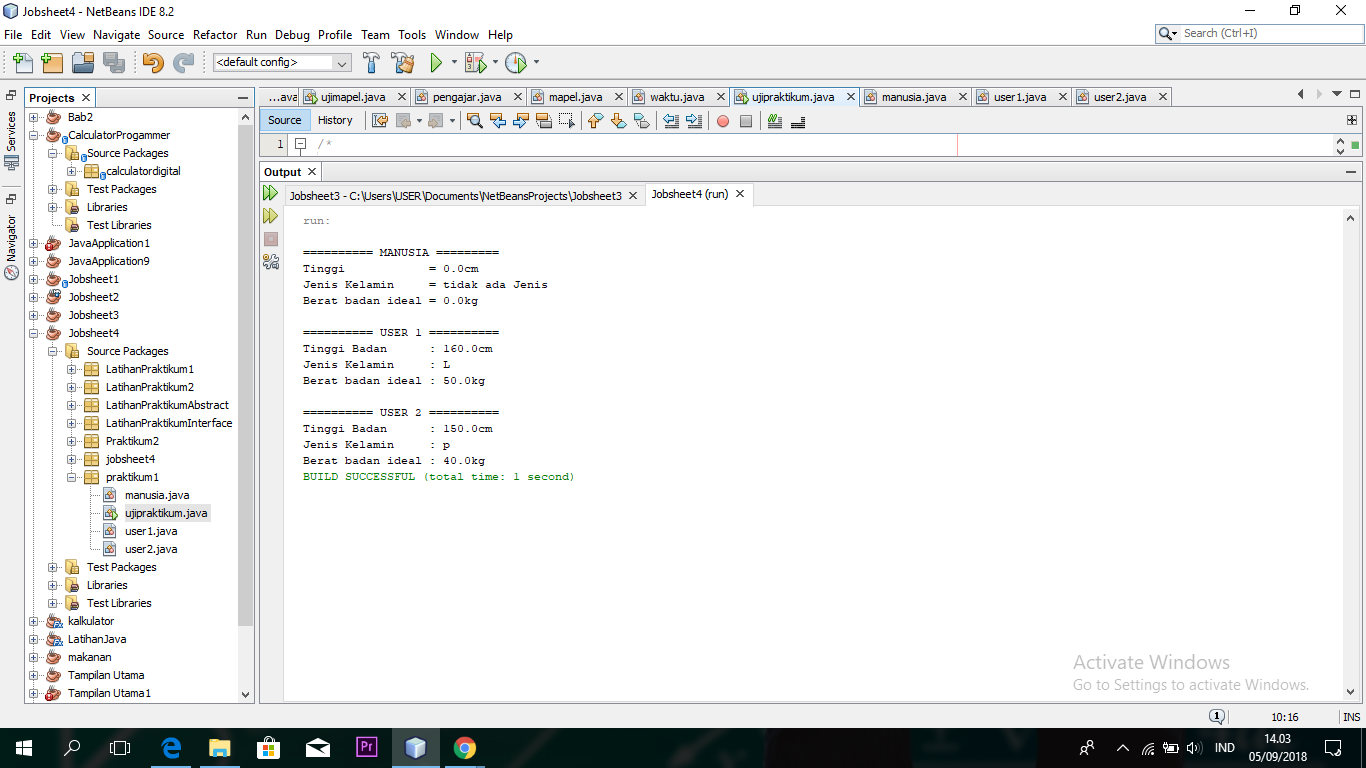 Jobsheet4 - NetBeans IDE 8.2
File Edit View Navigate Source Refactor Run Debug Profile Team Tools Window Help
Search (Ctrl+I)
<default config>
Projects
...ava ujimapel.java pengajar.java mapel.java waktu.java ujipraktikum.java manusia.java user1.java user2.java
Source History
1 /*
Services
Navigator
Bab2
CalculatorProgammer
Source Packages
calculatordigital
Test Packages
Libraries
Test Libraries
JavaApplication1
JavaApplication9
Jobsheet1
Jobsheet2
Jobsheet3
Jobsheet4
Source Packages
LatihanPraktikum1
LatihanPraktikum2
LatihanPraktikumAbstract
LatihanPraktikumInterface
Praktikum2
jobsheet4
praktikum1
manusia.java
ujipraktikum.java
user1.java
user2.java
Test Packages
Libraries
Test Libraries
kalkulator
LatihanJava
makanan
Tampilan Utama
Tampilan Utama1
Output
Jobsheet3 - C:\Users\USER\Documents\NetBeansProjects\Jobsheet3 Jobsheet4 (run)
run:
========== MANUSIA =========
Tinggi = 0.0cm
Jenis Kelamin = tidak ada Jenis
Berat badan ideal = 0.0kg
========== USER 1 ==========
Tinggi Badan : 160.0cm
Jenis Kelamin : L
Berat badan ideal : 50.0kg
========== USER 2 ==========
Tinggi Badan : 150.0cm
Jenis Kelamin : p
Berat badan ideal : 40.0kg
BUILD SUCCESSFUL (total time: 1 second)
Activate Windows
Go to Settings to activate Windows.
1 10:16 INS
Pr
IND
14.03
05/09/2018